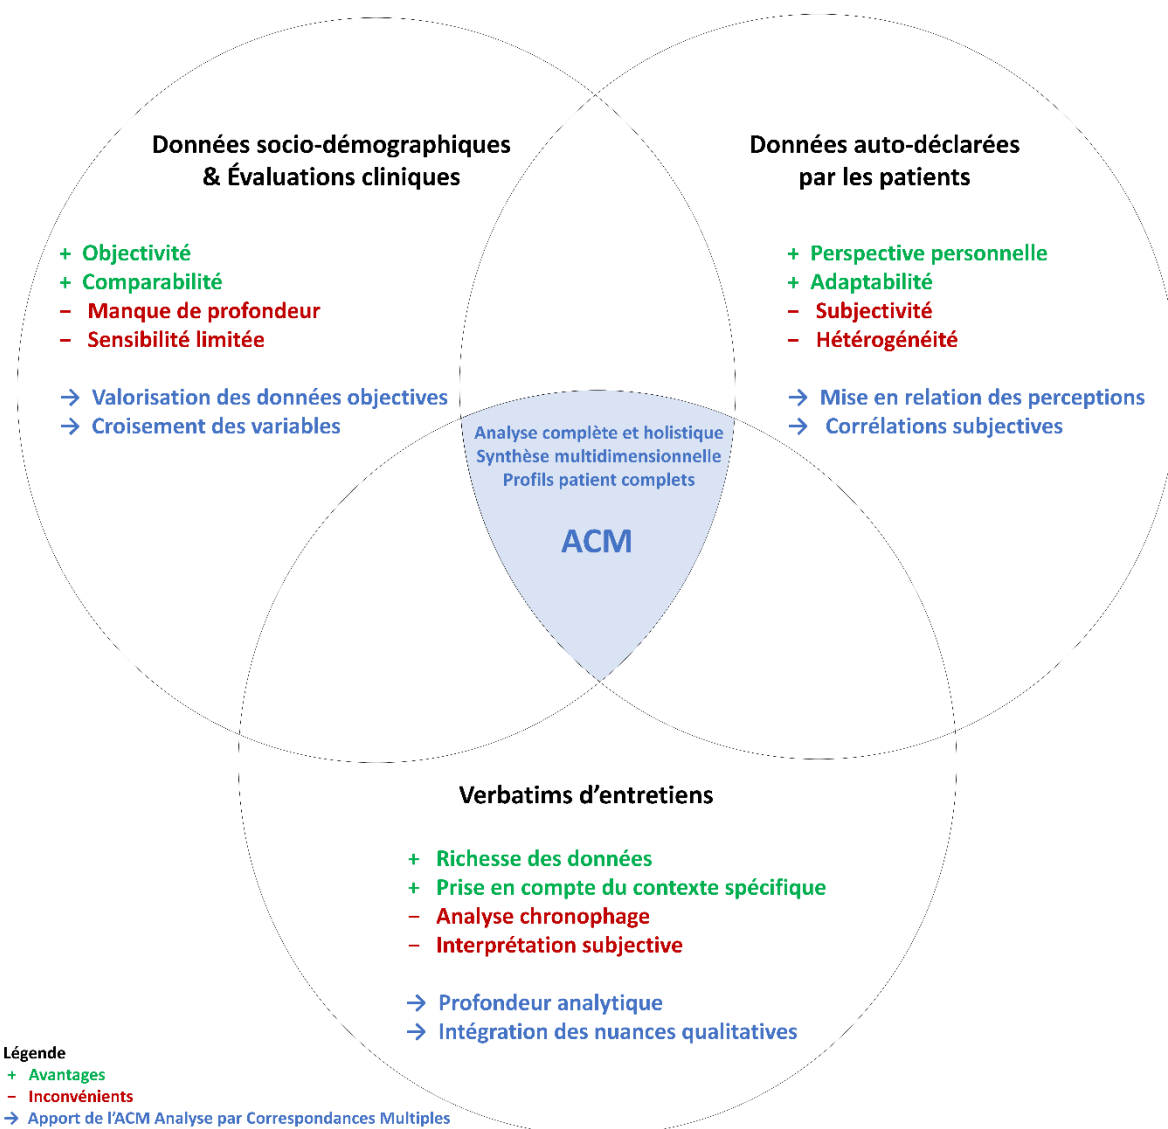 Données socio-démographiques
& Évaluations cliniques
+ Objectivité
+ Comparabilité
− Manque de profondeur
− Sensibilité limitée
→ Valorisation des données objectives
→ Croisement des variables
Données auto-déclarées
par les patients
+ Perspective personnelle
+ Adaptabilité
− Subjectivité
− Hétérogénéité
→ Mise en relation des perceptions
→ Corrélations subjectives
Analyse complète et holistique
Synthèse multidimensionnelle
Profils patient complets
ACM
Verbatims d’entretiens
+ Richesse des données
+ Prise en compte du contexte spécifique
− Analyse chronophage
− Interprétation subjective
→ Profondeur analytique
→ Intégration des nuances qualitatives
Légende
+ Avantages
− Inconvénients
→ Apport de l’ACM Analyse par Correspondances Multiples